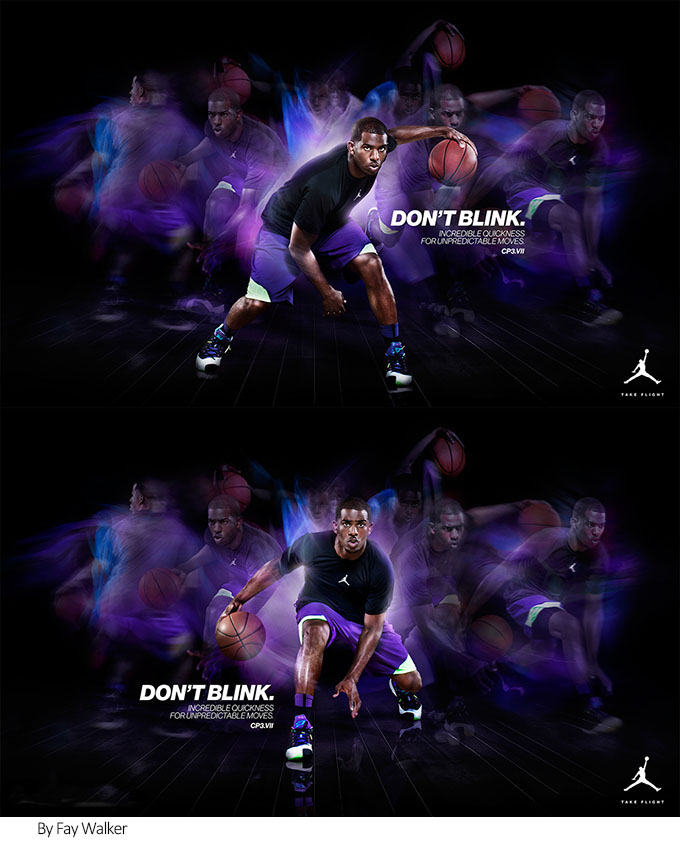 DON'T BLINK.
INCREDIBLE QUICKNESS
FOR UNPREDICTABLE MOVES.
CP3.VII
TAKE FLIGHT
DON'T BLINK.
INCREDIBLE QUICKNESS
FOR UNPREDICTABLE MOVES.
CP3.VII
TAKE FLIGHT
By Fay Walker